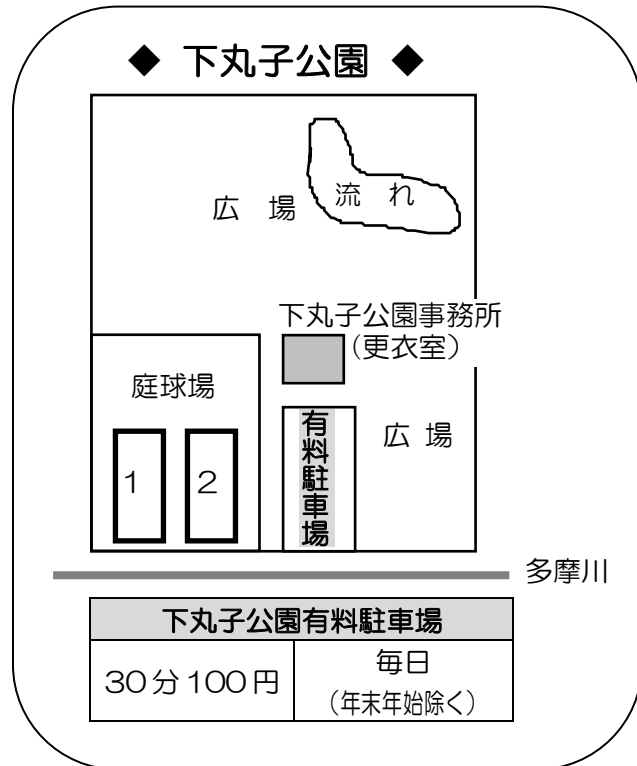 ◆ 下丸子公園 ◆
流 れ
広 場
下丸子公園事務所
（更衣室）
庭球場
有料駐車場
広 場
1
2
多摩川
下丸子公園有料駐車場
30分100円
毎日
（年末年始除く）